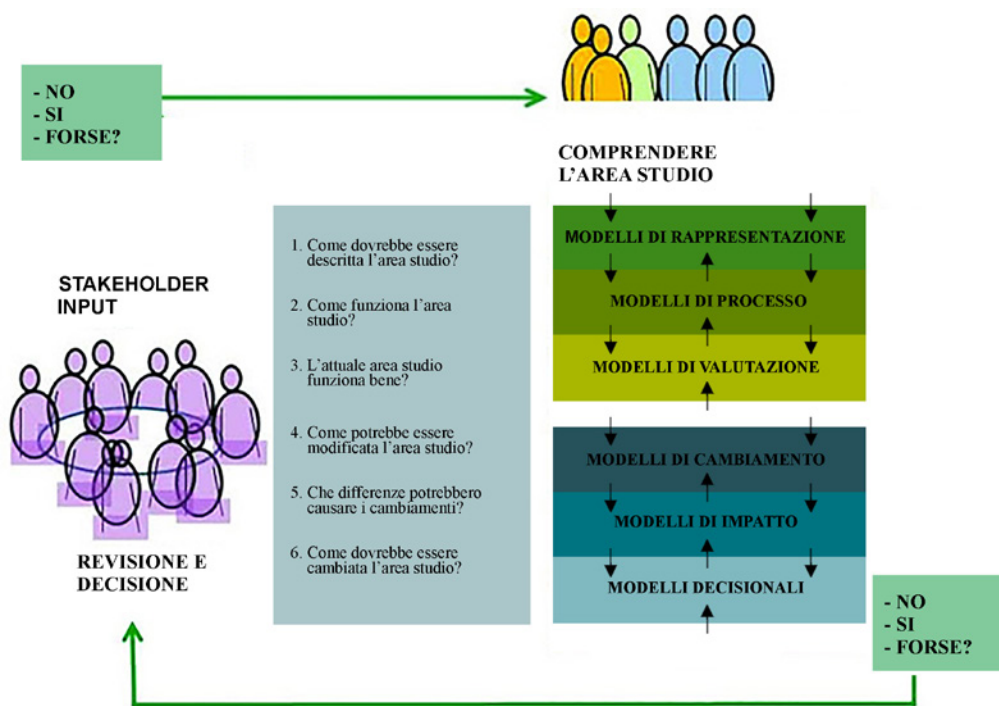 - NO
- SI
- FORSE?
COMPRENDERE
L'AREA STUDIO
STAKEHOLDER
INPUT
REVISIONE E
DECISIONE
1. Come dovrebbe essere
descritta l'area studio?
2. Come funziona l'area
studio?
3. L'attuale area studio
funziona bene?
4. Come potrebbe essere
modificata l'area studio?
5. Che differenze potrebbero
causare i cambiamenti?
6. Come dovrebbe essere
cambiata l'area studio?
MODELLI DI RAPPRESENTAZIONE
MODELLI DI PROCESSO
MODELLI DI VALUTAZIONE
MODELLI DI CAMBIAMENTO
MODELLI DI IMPATTO
MODELLI DECISIONALI
- NO
- SI
- FORSE?